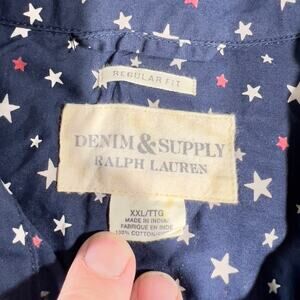 REGULAR FIT
DENIM & SUPPLY
RALPH LAUREN
XXL/TTG
MADE IN INDIA
FABRIQUE EN INDE
100% COTTON